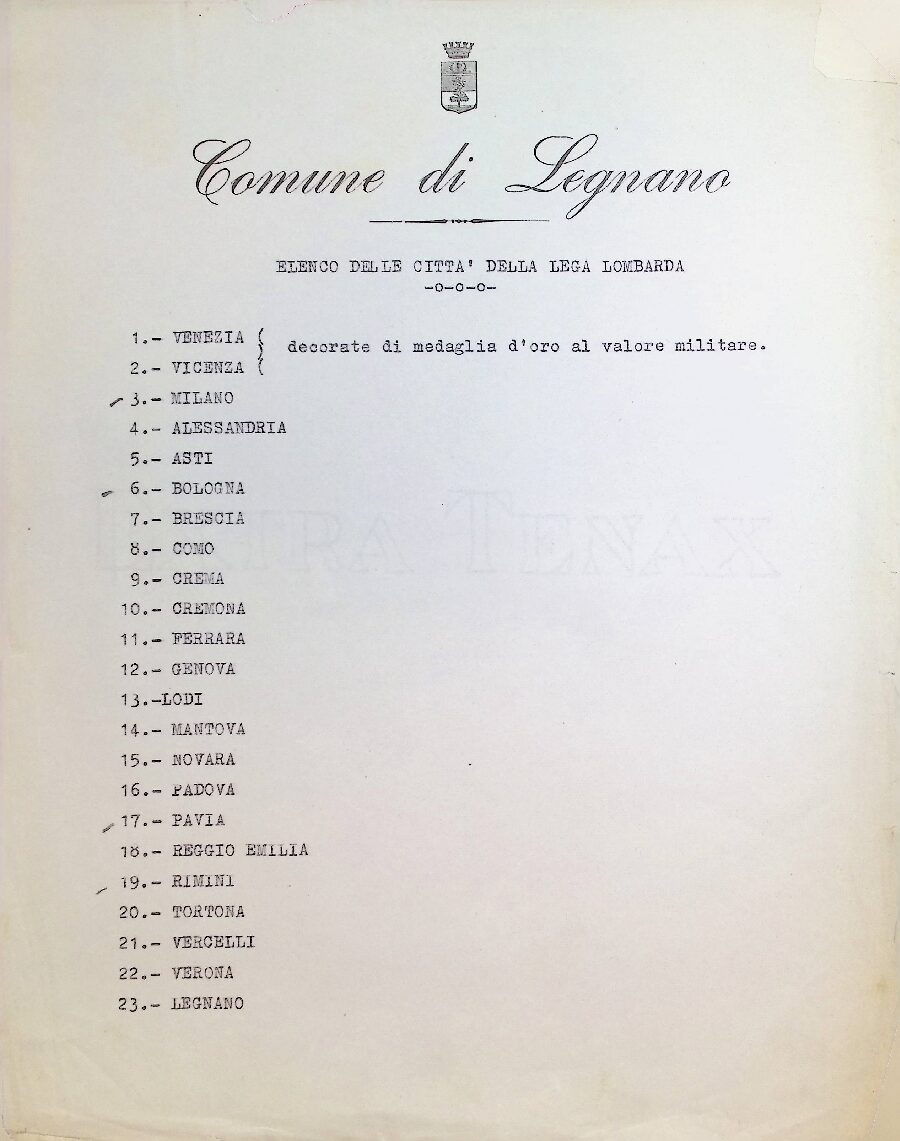 Comune di Legnano
ELENCO DELLE CITTA' DELLA LEGA LOMBARDA
-o-o-o-
1.- VENEZIA
decorate di medaglia d'oro al valore militare.
2.- VICENZA
3.- MILANO
4.- ALESSANDRIA
5.- ASTI
6.- BOLOGNA
7.- BRESCIA
8.- COMO
9.- CREMA
10.- CREMONA
11.- FERRARA
12.- GENOVA
13.-LODI
14.- MANTOVA
15.- NOVARA
16.- PADOVA
17.- PAVIA
18.- REGGIO EMILIA
19.- RIMINI
20.- TORTONA
21.- VERCELLI
22.- VERONA
23.- LEGNANO